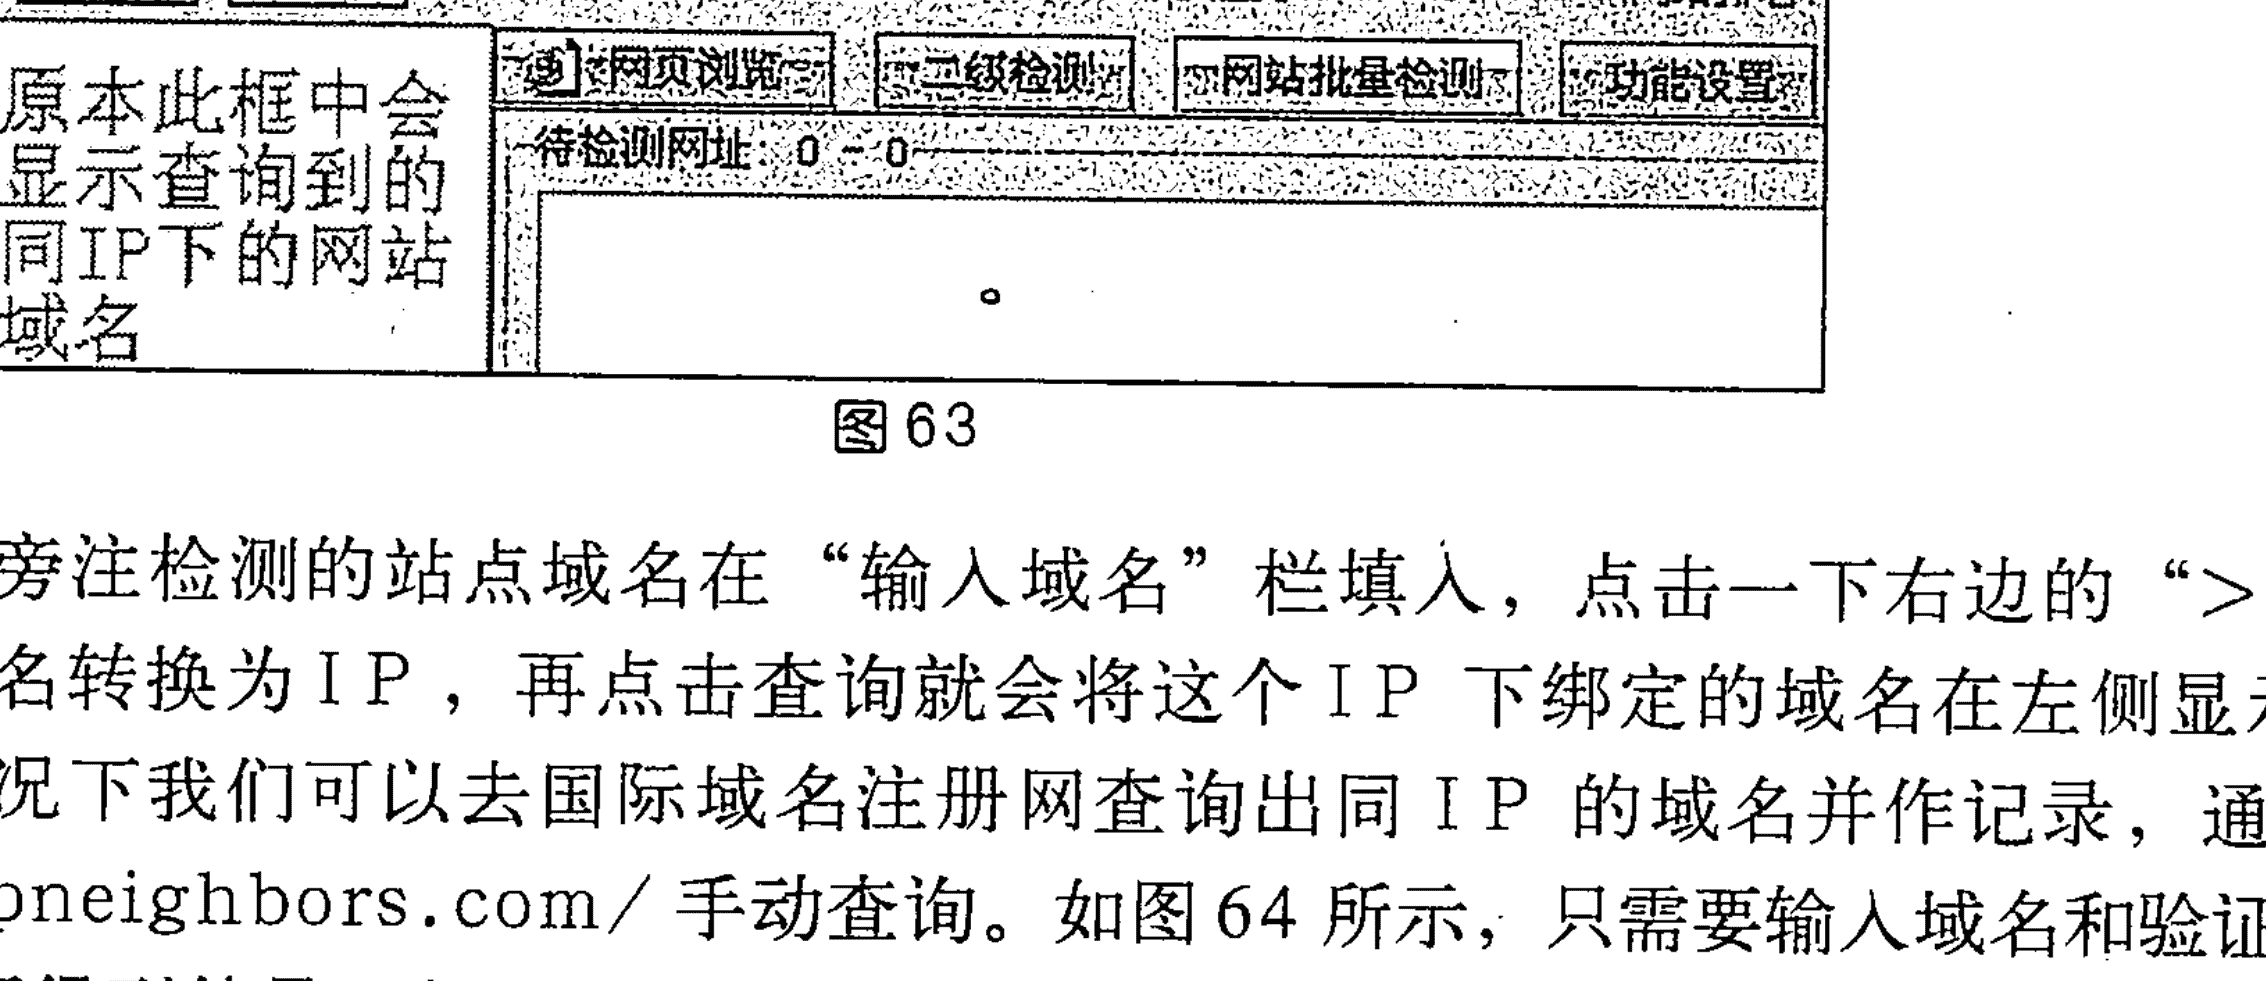 网页浏览 二级检测 网站批量检测 功能设置
原本此框中会
显示查询到的
同IP下的网站
域名
待检测网址: 0 - 0
图63
旁注检测的站点域名在“输入域名”栏填入，点击一下右边的“>
名转换为IP，再点击查询就会将这个IP 下绑定的域名在左侧显
况下我们可以去国际域名注册网查询出同 IP 的域名并作记录，通
pneighbors.com/手动查询。如图64 所示，只需要输入域名和验证